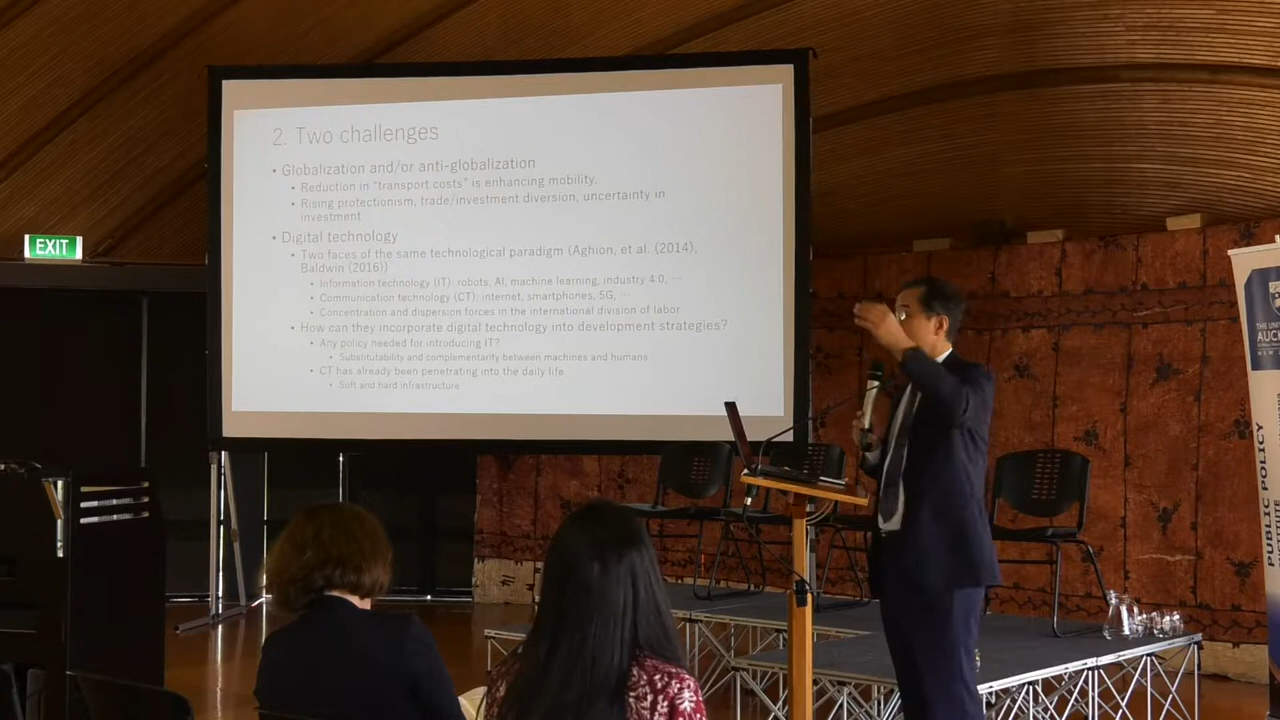 2. Two challenges
• Globalization and/or anti-globalization
• Reduction in "transport costs" is enhancing mobility.
• Rising protectionism, trade/investment diversion, uncertainty in
investment
• Digital technology
• Two faces of the same technological paradigm (Aghion, et al. (2014),
Baldwin (2016))
• Information technology (IT): robots, AI, machine learning, industry 4.0, …
• Communication technology (CT): internet, smartphones, 5G, …
• Concentration and dispersion forces in the international division of labor
• How can they incorporate digital technology into development strategies?
• Any policy needed for introducing IT?
• Substitutability and complementarity between machines and humans
• CT has already been penetrating into the daily life
• Soft and hard infrastructure
EXIT
THE UNI
AUCK
PUBLIC POLICY